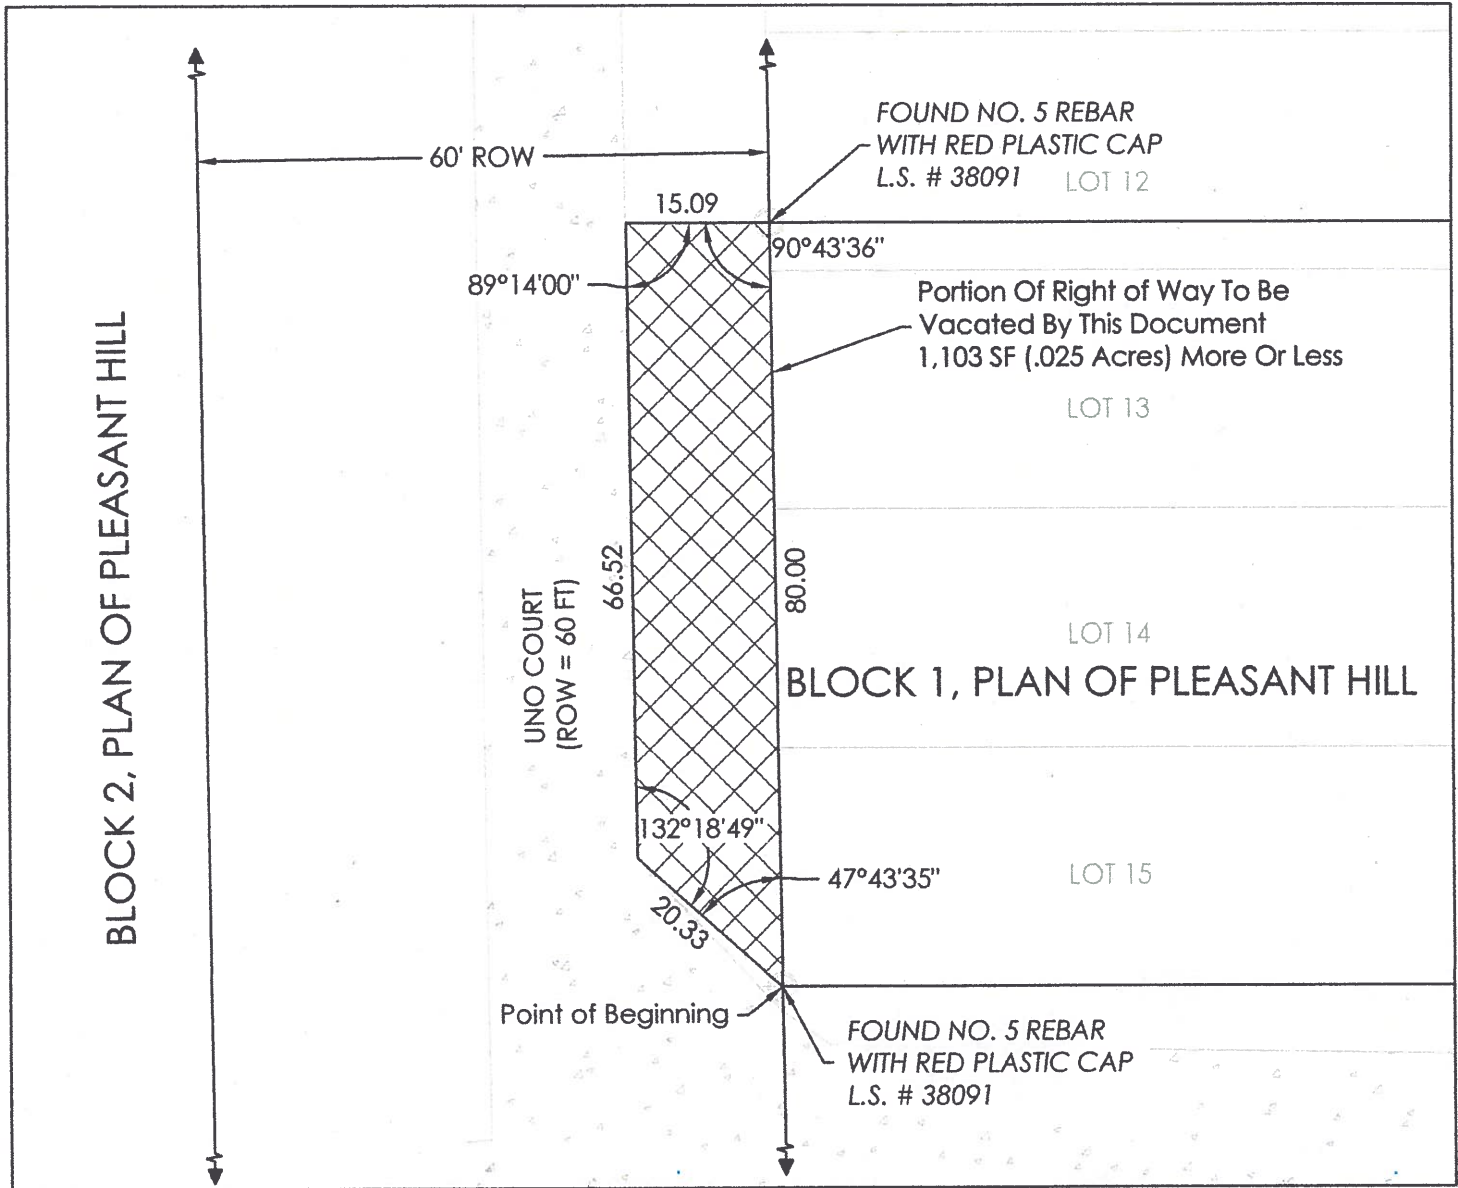 FOUND NO. 5 REBAR
WITH RED PLASTIC CAP
L.S. # 38091
LOT 12
60' ROW
15.09
90°43'36"
89°14'00"
Portion Of Right of Way To Be
Vacated By This Document
1,103 SF (.025 Acres) More Or Less
LOT 13
BLOCK 2, PLAN OF PLEASANT HILL
UNO COURT
(ROW = 60 FT)
66.52
80.00
LOT 14
BLOCK 1, PLAN OF PLEASANT HILL
132°18'49"
47°43'35"
LOT 15
20.33
Point of Beginning
FOUND NO. 5 REBAR
WITH RED PLASTIC CAP
L.S. # 38091